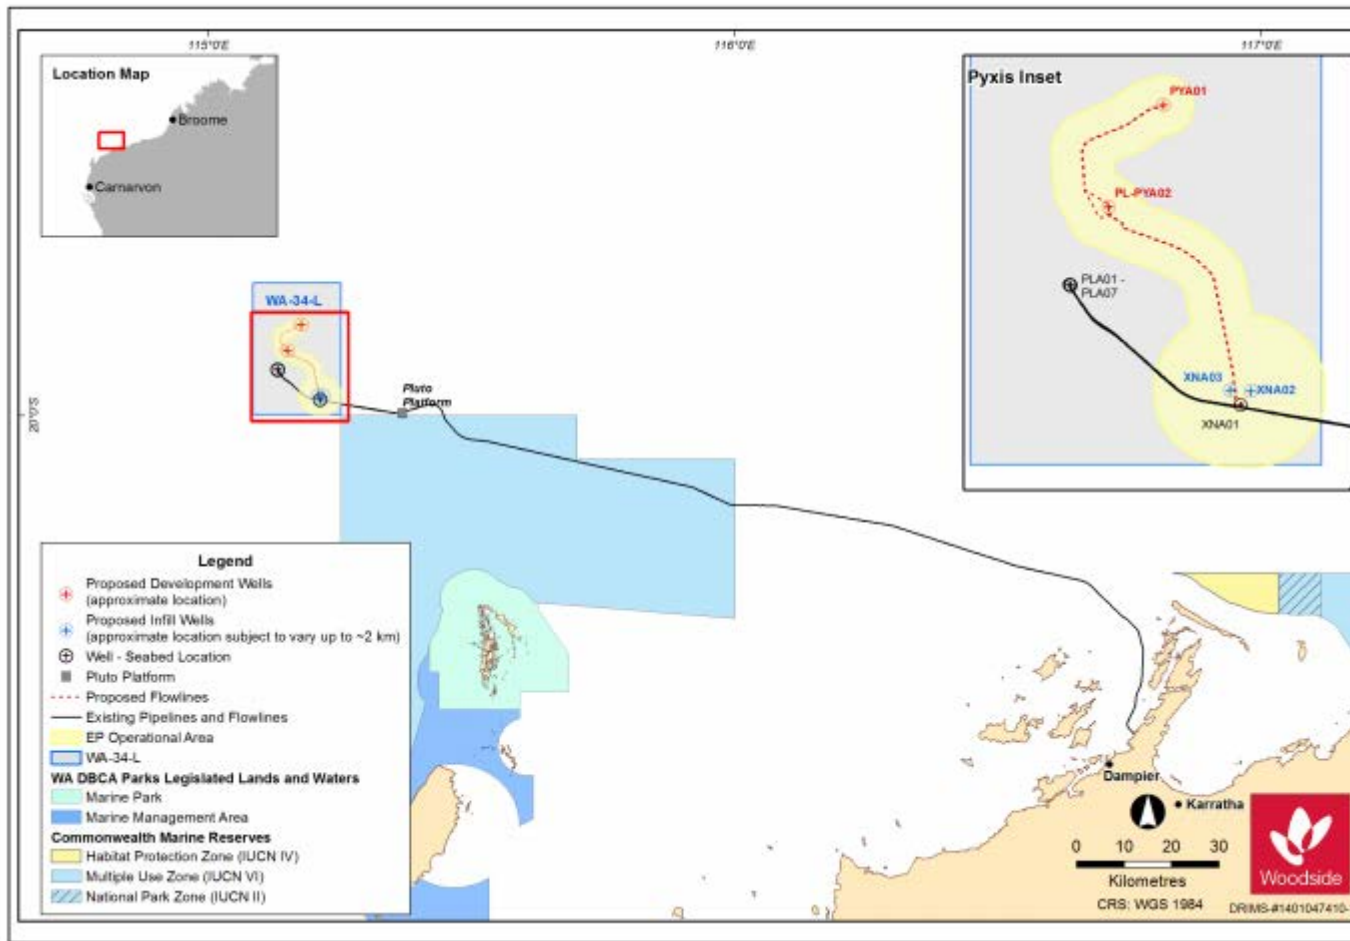 115°0'E
116°0'E
117°0'E
Location Map
Broome
Carnarvon
Pyxis Inset
PYA01
PL-PYA02
PLA01 -
PLA07
XNA03
XNA02
XNA01
WA-34-L
Pluto
Platform
20°0'S
Legend
Proposed Development Wells
(approximate location)
Proposed Infill Wells
(approximate location subject to vary up to ~2 km)
Well - Seabed Location
Pluto Platform
Proposed Flowlines
Existing Pipelines and Flowlines
EP Operational Area
WA-34-L
WA DBCA Parks Legislated Lands and Waters
Marine Park
Marine Management Area
Commonwealth Marine Reserves
Habitat Protection Zone (IUCN IV)
Multiple Use Zone (IUCN VI)
National Park Zone (IUCN II)
Dampier
Karratha
0 10 20 30
Kilometres
CRS: WGS 1984
Woodside
DRIMS-#1401047410-